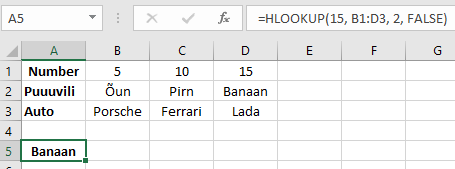 A5 =HLOOKUP(15, B1:D3, 2, FALSE)
A B C D E F G
1 Number 5 10 15
2 Puuuvili Õun Pirn Banaan
3 Auto Porsche Ferrari Lada
4
5 Banaan